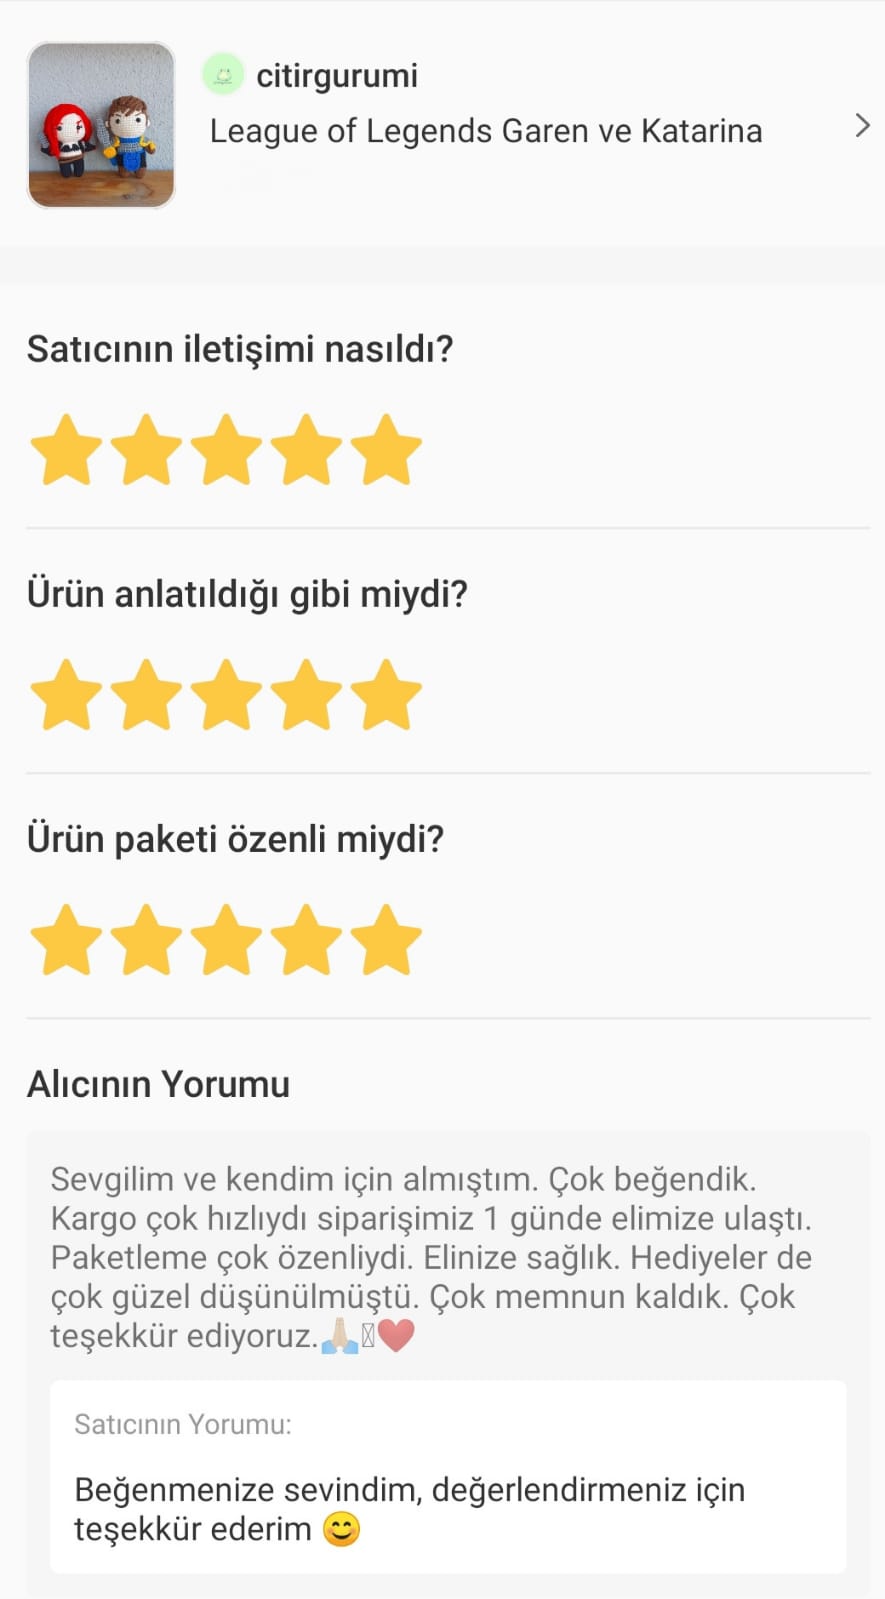 citirgurumi
League of Legends Garen ve Katarina
Satıcının iletişimi nasıldı?
Ürün anlatıldığı gibi miydi?
Ürün paketi özenli miydi?
Alıcının Yorumu
Sevgilim ve kendim için almıştım. Çok beğendik.
Kargo çok hızlıydı siparişimiz 1 günde elimize ulaştı.
Paketleme çok özenliydi. Elinize sağlık. Hediyeler de
çok güzel düşünülmüştü. Çok memnun kaldık. Çok
teşekkür ediyoruz.🙏🏼❤️
Satıcının Yorumu:
Beğenmenize sevindim, değerlendirmeniz için
teşekkür ederim 😊